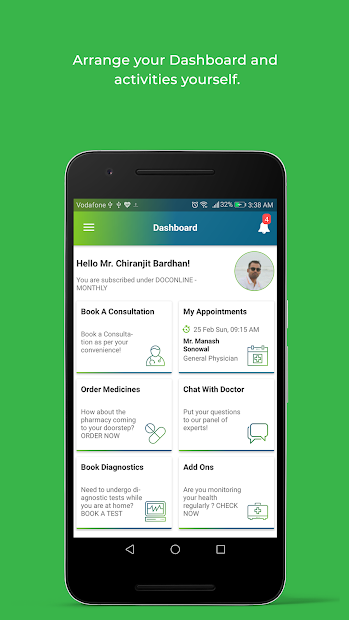 Arrange your Dashboard and
activities yourself.
Vodafone
32% 3:38 AM
Dashboard
4
Hello Mr. Chiranjit Bardhan!
You are subscribed under DOCONLINE -
MONTHLY
Book A Consultation
Book a Consulta-
tion as per your
convenience!
My Appointments
25 Feb Sun, 09:15 AM
Mr. Manash
Sonowal
General Physician
Order Medicines
How about the
pharmacy coming
to your doorstep?
ORDER NOW
Chat With Doctor
Put your questions
to our panel of
experts!
Book Diagnostics
Need to undergo di-
agnostic tests while
you are at home?
BOOK A TEST
Add Ons
Are you monitoring
your health
regularly ? CHECK
NOW